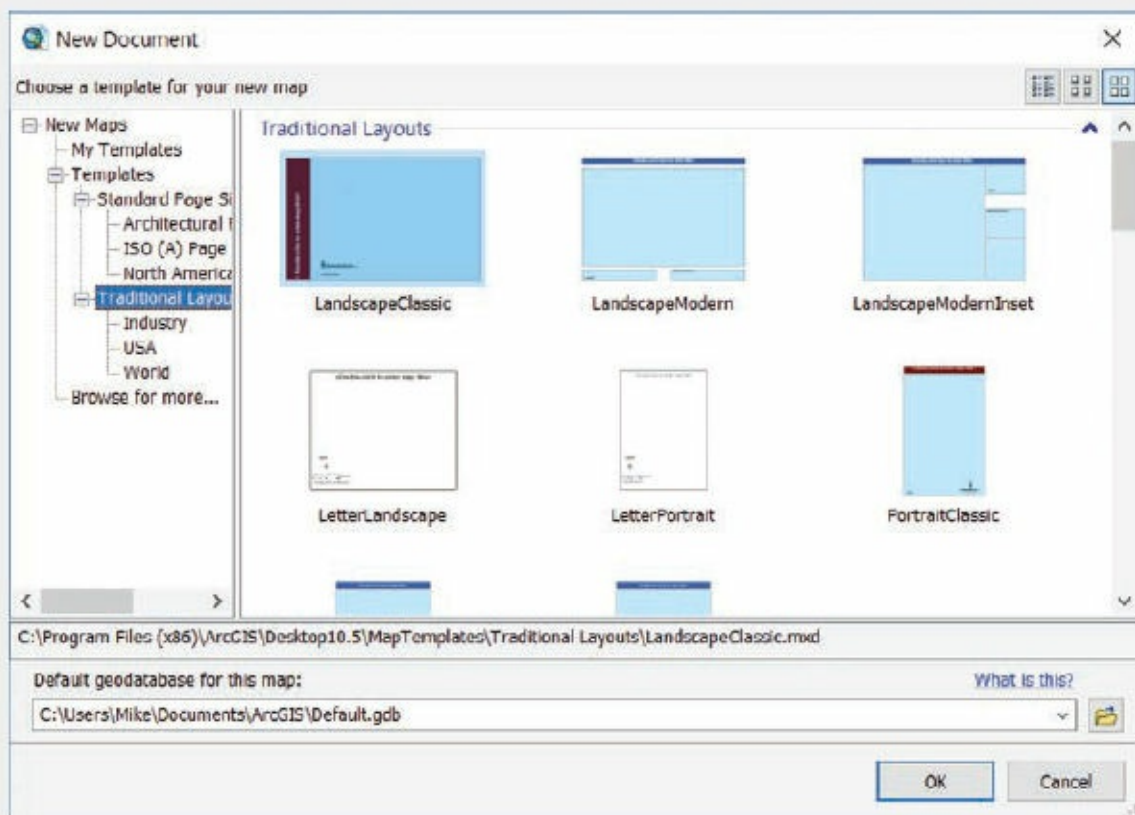 New Document
Choose a template for your new map
New Maps
My Templates
Templates
Standard Page Si
Architectural
ISO (A) Page
North America
Traditional Layou
Industry
USA
World
Browse for more...
Traditional Layouts
LandscapeClassic
LandscapeModern
LandscapeModernInset
LetterLandscape
LetterPortrait
PortraitClassic
C:\Program Files (x86)\ArcGIS\Desktop10.5\MapTemplates\Traditional Layouts\LandscapeClassic.mxd
Default geodatabase for this map:
What is this?
C:\Users\Mike\Documents\ArcGIS\Default.gdb
OK
Cancel